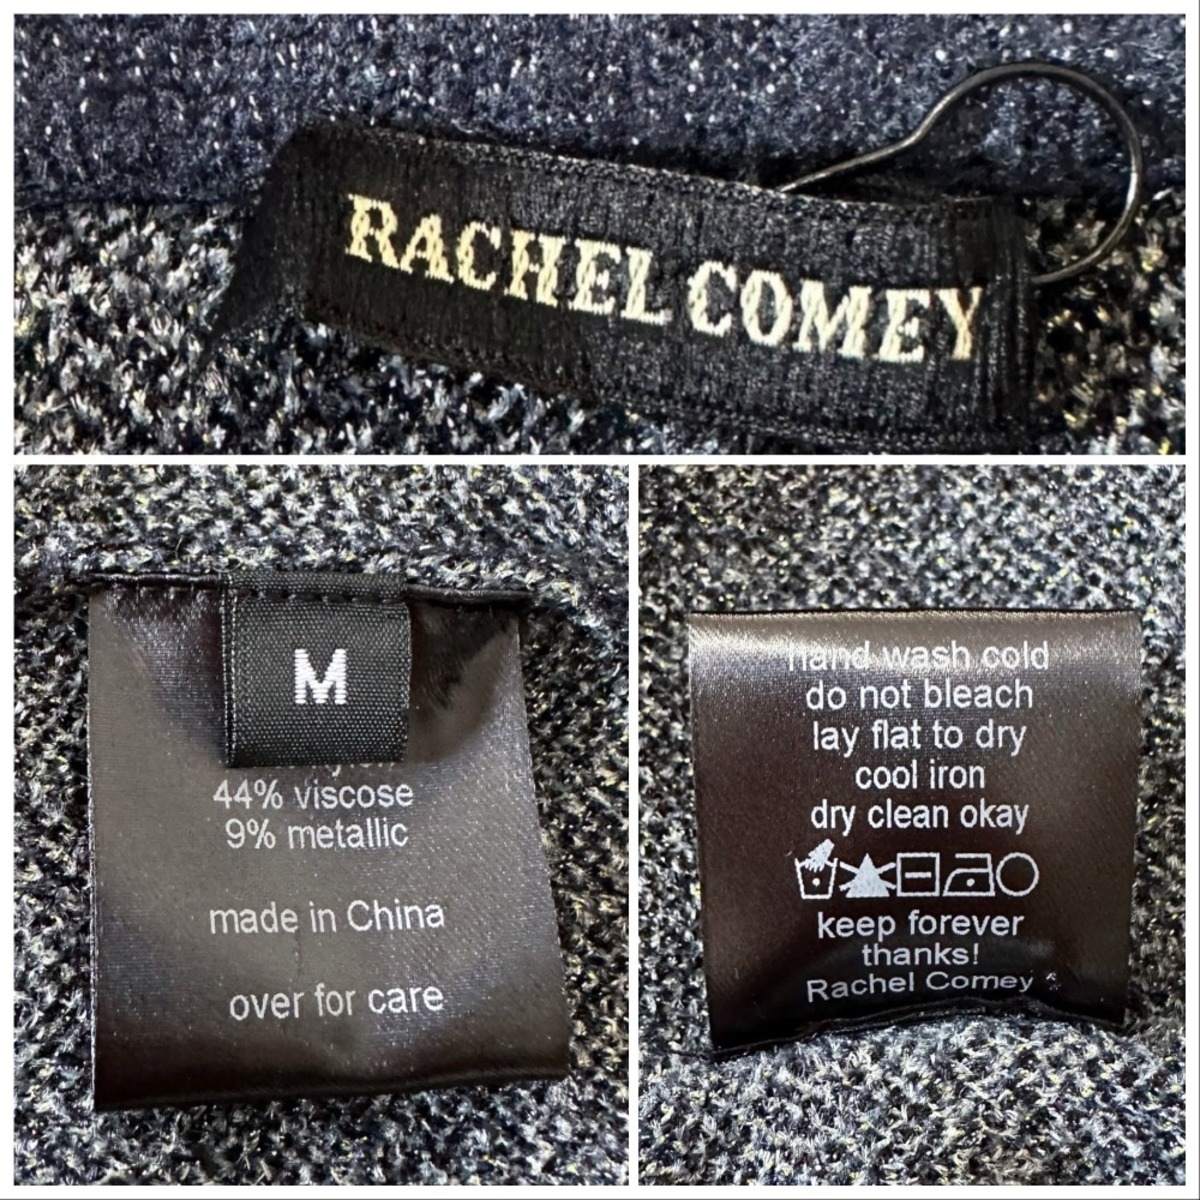 RACHEL COMEY
M
44% viscose
9% metallic
made in China
over for care
hand wash cold
do not bleach
lay flat to dry
cool iron
dry clean okay
keep forever
thanks!
Rachel Comey